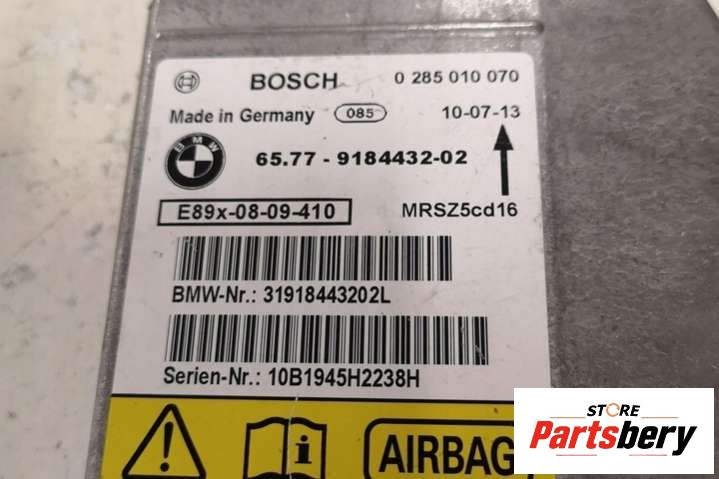 BOSCH 0 285 010 070
Made in Germany 085 10-07-13
BMW 65.77 - 9184432-02
E89x-08-09-410 MRSZ5cd16
BMW-Nr.: 31918443202L
Serien-Nr.: 10B1945H2238H
! i AIRBAG
STORE
Partsbery